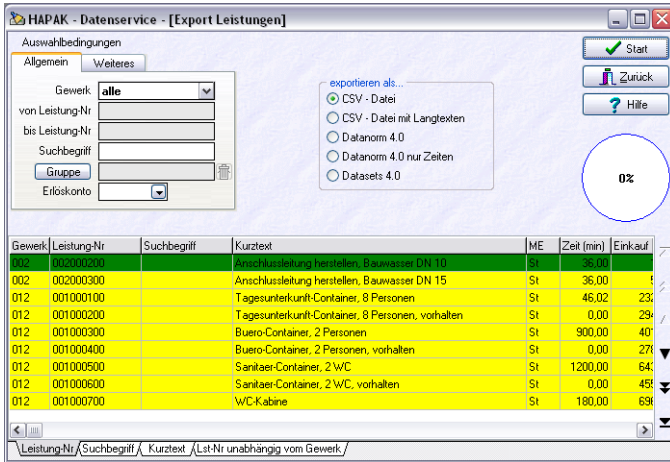 HAPAK - Datenservice - [Export Leistungen]
Auswahlbedingungen
Allgemein Weiteres
Gewerk alle
von Leistung-Nr
bis Leistung-Nr
Suchbegriff
Gruppe
Erlöskonto
exportieren als...
CSV - Datei
CSV - Datei mit Langtexten
Datanorm 4.0
Datanorm 4.0 nur Zeiten
Datasets 4.0
Start
Zurück
? Hilfe
0%
Gewerk Leistung-Nr Suchbegriff Kurztext ME Zeit (min) Einkauf
002 002000200 Anschlussleitung herstellen, Bauwasser DN 10 St 36,00
002 002000300 Anschlussleitung herstellen, Bauwasser DN 15 St 36,00
012 001000100 Tagesunterkunft-Container, 8 Personen St 46,02
012 001000200 Tagesunterkunft-Container, 8 Personen, vorhalten St 0,00
012 001000300 Buero-Container, 2 Personen St 900,00
012 001000400 Buero-Container, 2 Personen, vorhalten St 0,00
012 001000500 Sanitaer-Container, 2 WC St 1200,00
012 001000600 Sanitaer-Container, 2 WC, vorhalten St 0,00
012 001000700 WC-Kabine St 180,00
Leistung-Nr Suchbegriff Kurztext Lst-Nr unabhängig vom Gewerk